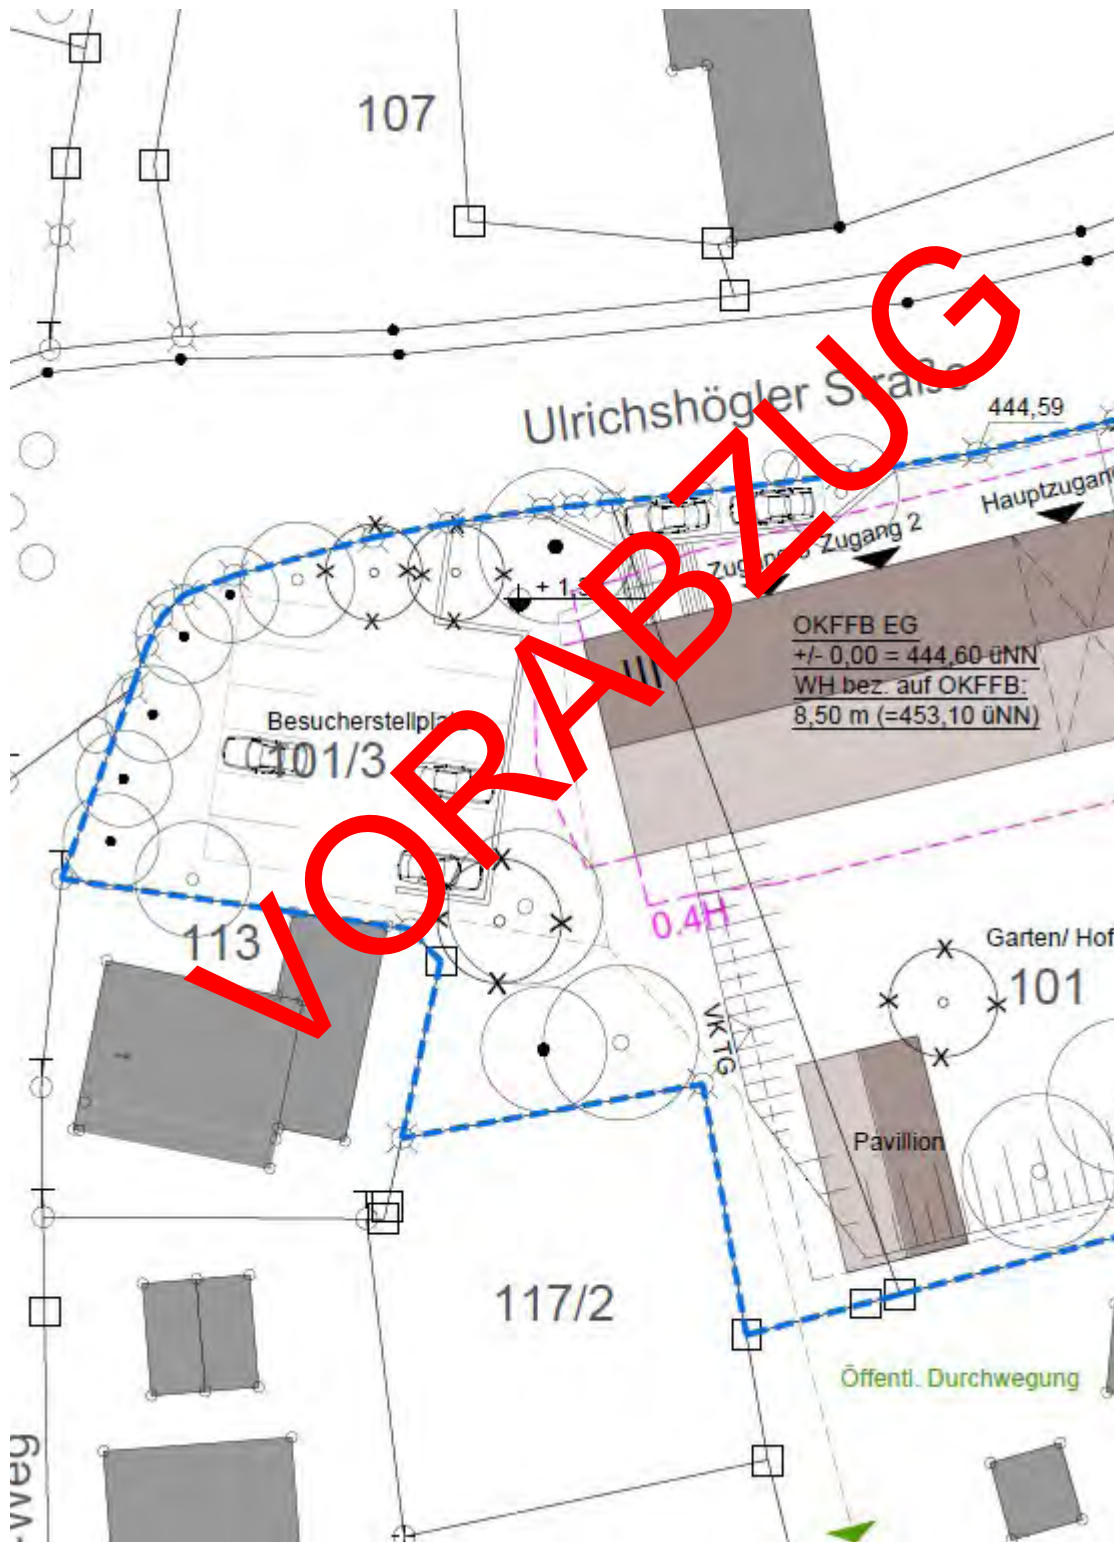 107
Ulrichshögler Straße
444,59
Hauptzugang
Zugang 2
OKFFB EG
+/- 0,00 = 444,60 üNN
WH bez. auf OKFFB:
8,50 m (=453,10 üNN)
III
Besucherstellplatz
101/3
VORABZUG
0.4H
113
Garten/ Hof
101
VK TG
Pavillion
117/2
Öffentl. Durchwegung